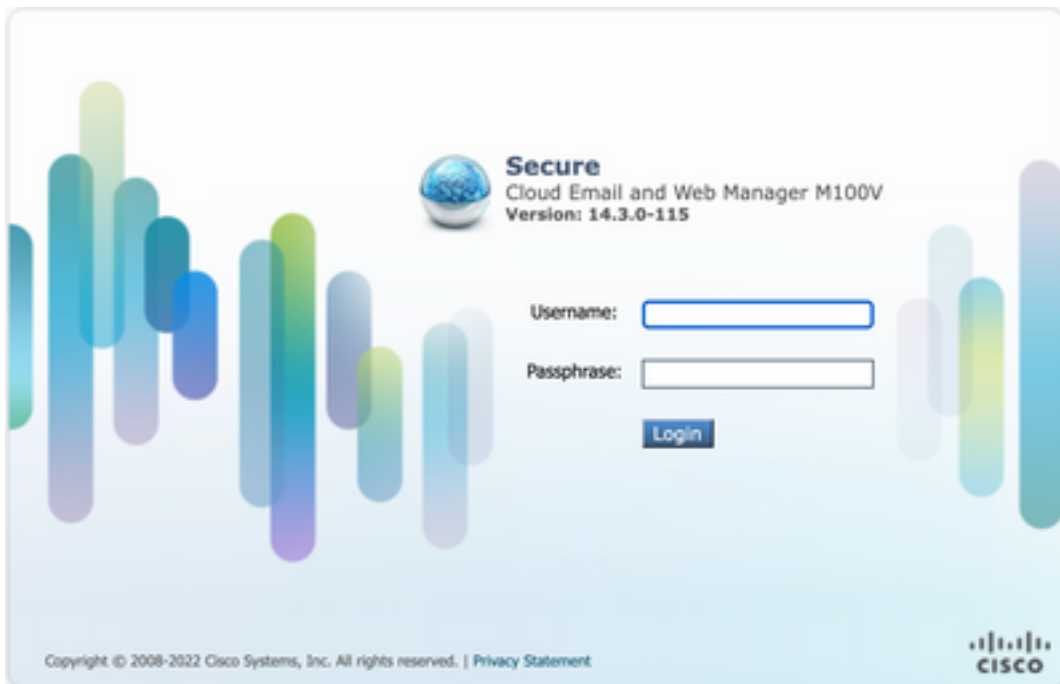 Secure
Cloud Email and Web Manager M100V
Version: 14.3.0-115
Username:
Passphrase:
Login
Copyright © 2008-2022 Cisco Systems, Inc. All rights reserved. | Privacy Statement
CISCO